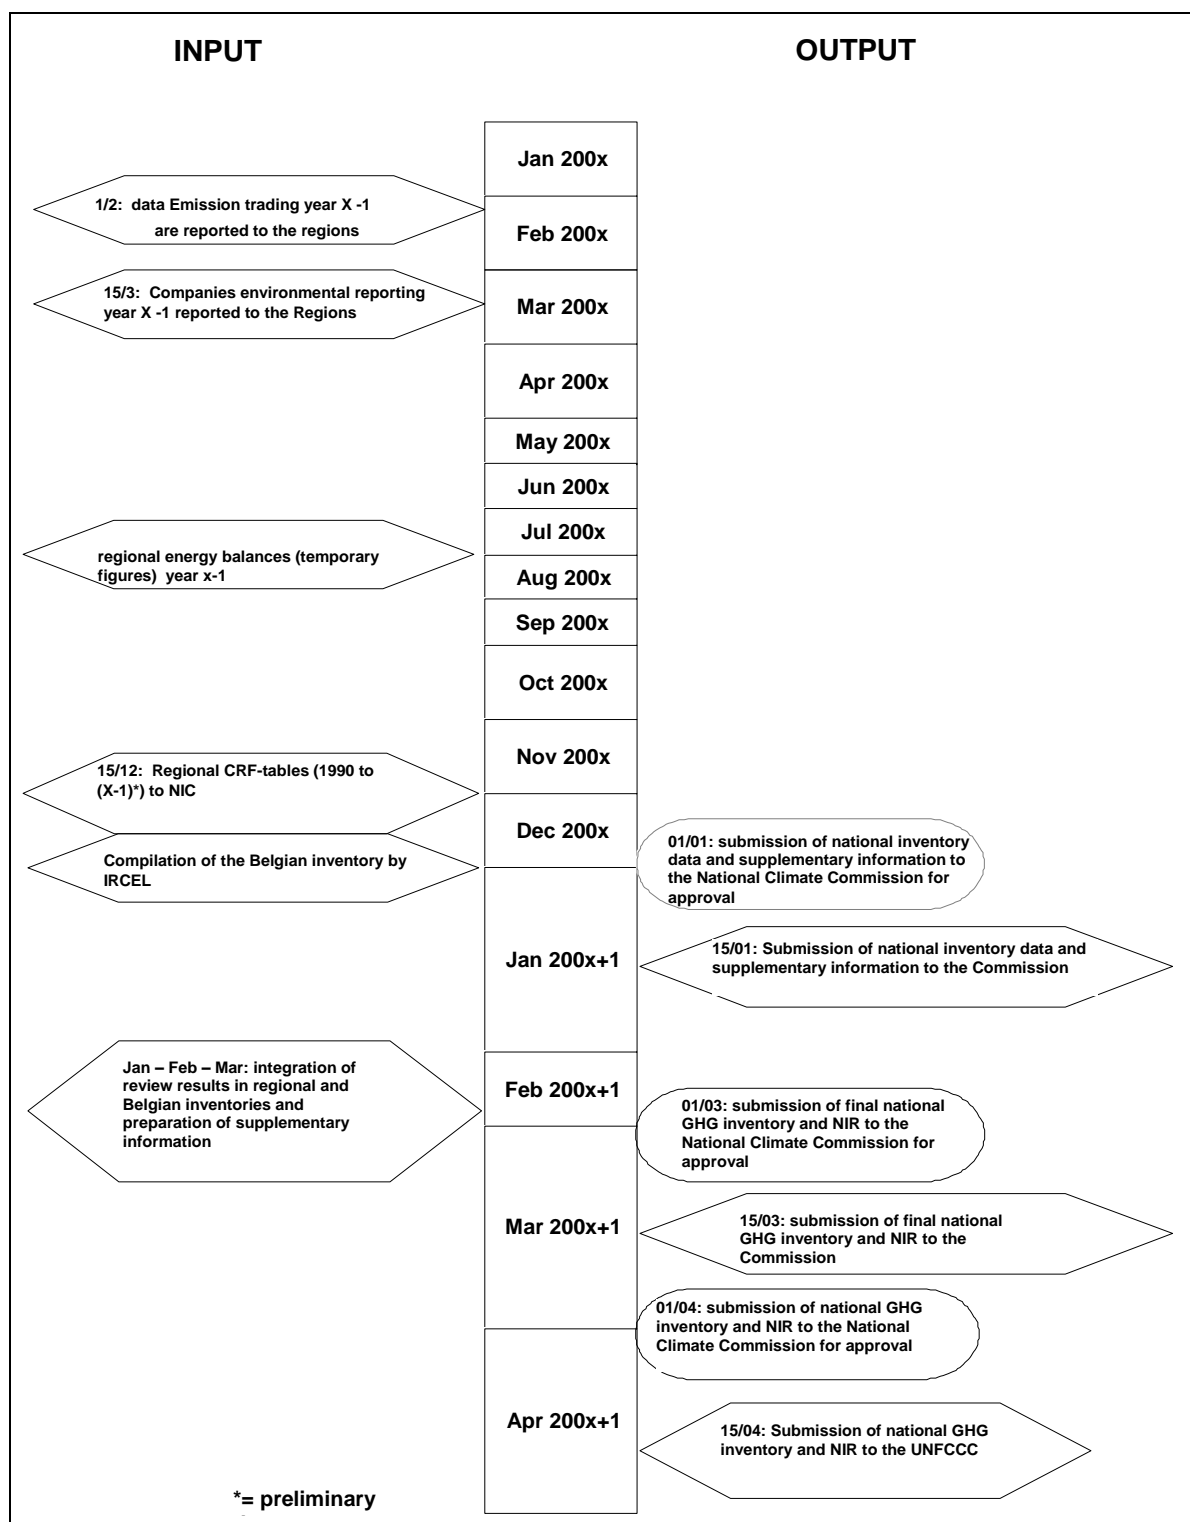 INPUT
OUTPUT
Jan 200x
1/2: data Emission trading year X -1
are reported to the regions
Feb 200x
15/3: Companies environmental reporting
year X -1 reported to the Regions
Mar 200x
Apr 200x
May 200x
Jun 200x
Jul 200x
regional energy balances (temporary
figures) year x-1
Aug 200x
Sep 200x
Oct 200x
Nov 200x
15/12: Regional CRF-tables (1990 to
(X-1)*) to NIC
Dec 200x
Compilation of the Belgian inventory by
IRCEL
01/01: submission of national inventory
data and supplementary information to
the National Climate Commission for
approval
Jan 200x+1
15/01: Submission of national inventory data and
supplementary information to the Commission
Jan – Feb – Mar: integration of
review results in regional and
Belgian inventories and
preparation of supplementary
information
Feb 200x+1
01/03: submission of final national
GHG inventory and NIR to the
National Climate Commission for
approval
Mar 200x+1
15/03: submission of final national
GHG inventory and NIR to the
Commission
01/04: submission of national GHG
inventory and NIR to the National
Climate Commission for approval
Apr 200x+1
15/04: Submission of national GHG
inventory and NIR to the UNFCCC
*= preliminary